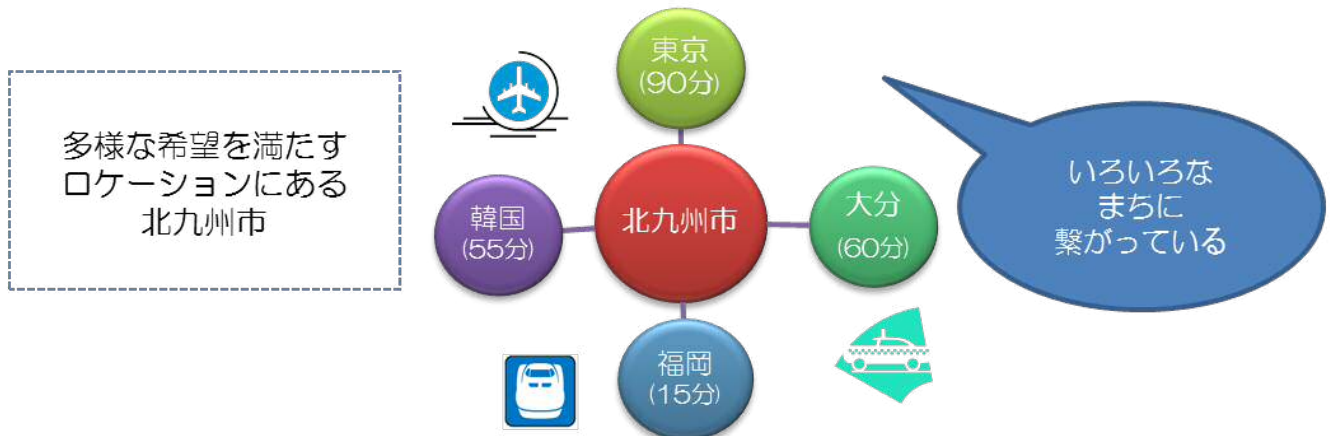 多様な希望を満たす
ロケーションにある
北九州市
東京
(90分)
韓国
(55分)
北九州市
大分
(60分)
福岡
(15分)
いろいろな
まちに
繋がっている